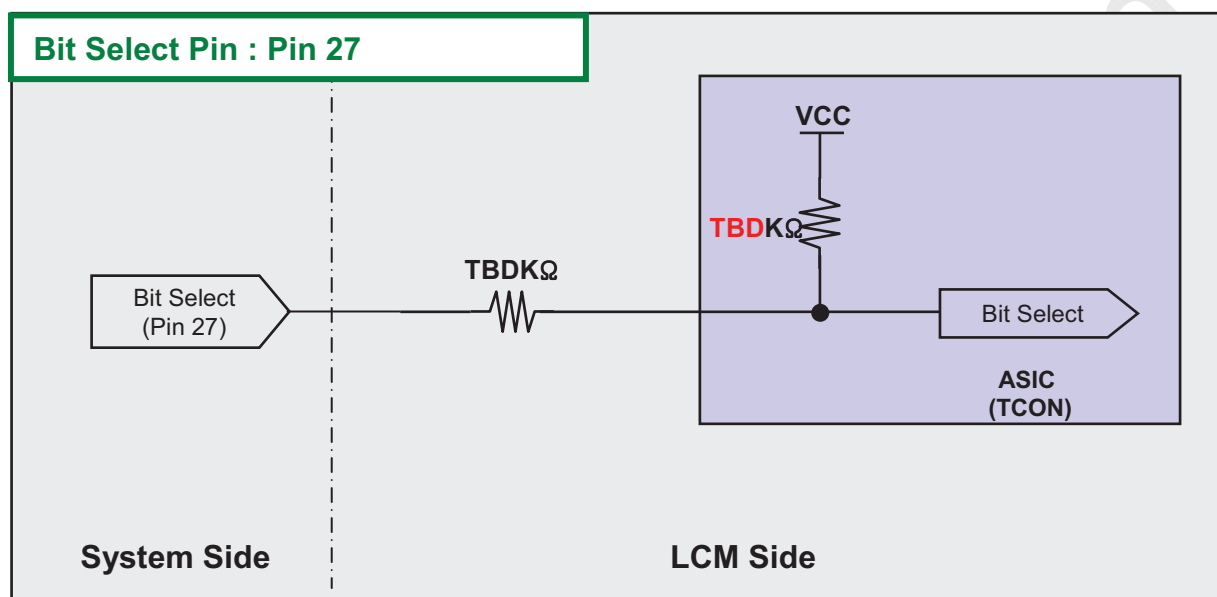 Bit Select Pin : Pin 27
VCC
TBDKΩ
TBDKΩ
Bit Select
(Pin 27)
Bit Select
ASIC
(TCON)
System Side
LCM Side